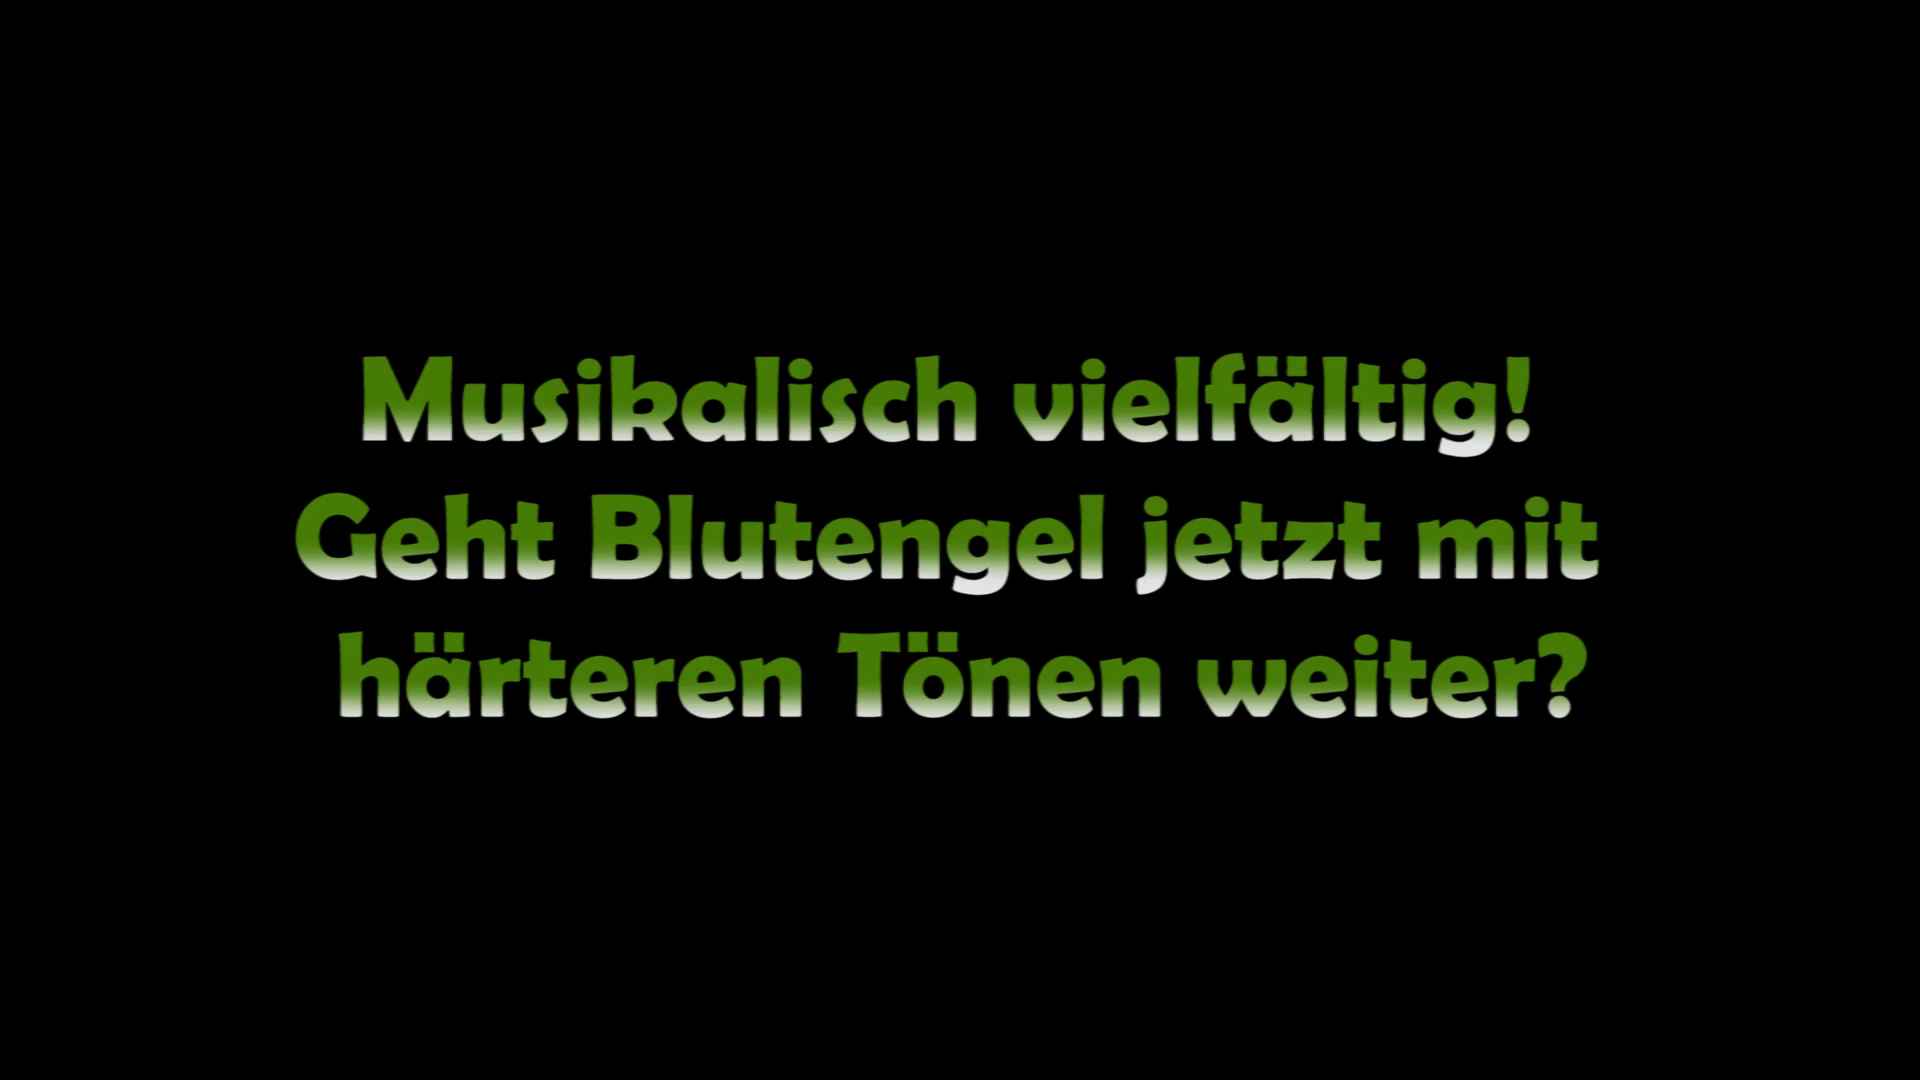 Musikalisch vielfältig!
Geht Blutengel jetzt mit
härteren Tönen weiter?